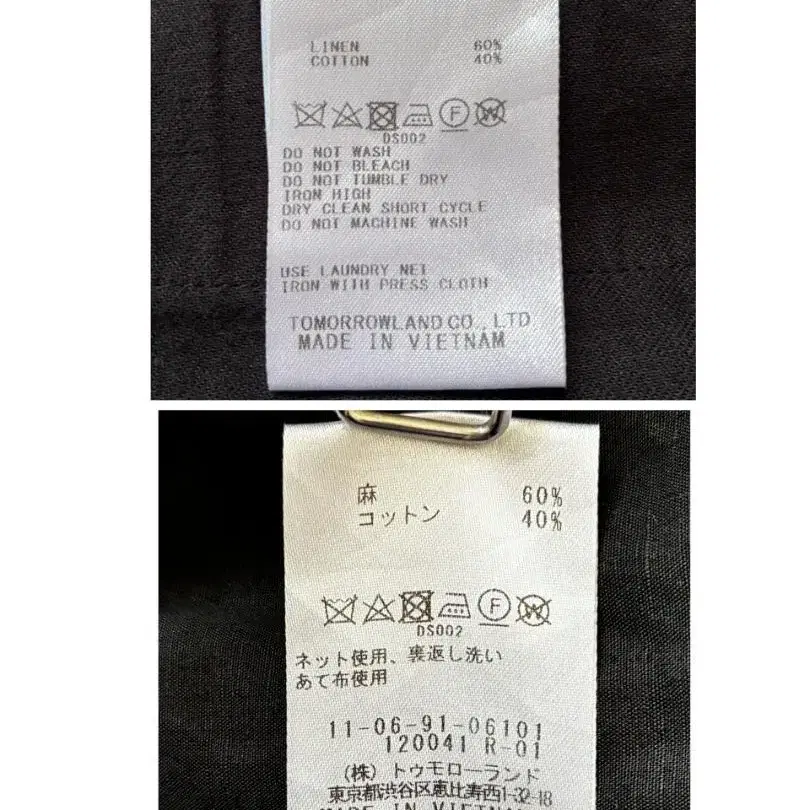 LINEN 60%
COTTON 40%
F W
DS002
DO NOT WASH
DO NOT BLEACH
DO NOT TUMBLE DRY
IRON HIGH
DRY CLEAN SHORT CYCLE
DO NOT MACHINE WASH
USE LAUNDRY NET
IRON WITH PRESS CLOTH
TOMORROWLAND CO., LTD
MADE IN VIETNAM
麻 60%
コットン 40%
F W
DS002
ネット使用、裏返し洗い
あて布使用
11-06-91-06101
120041 R-01
(株) トゥモローランド
東京都渋谷区恵比寿西1-32-18
MADE IN VIETNAM